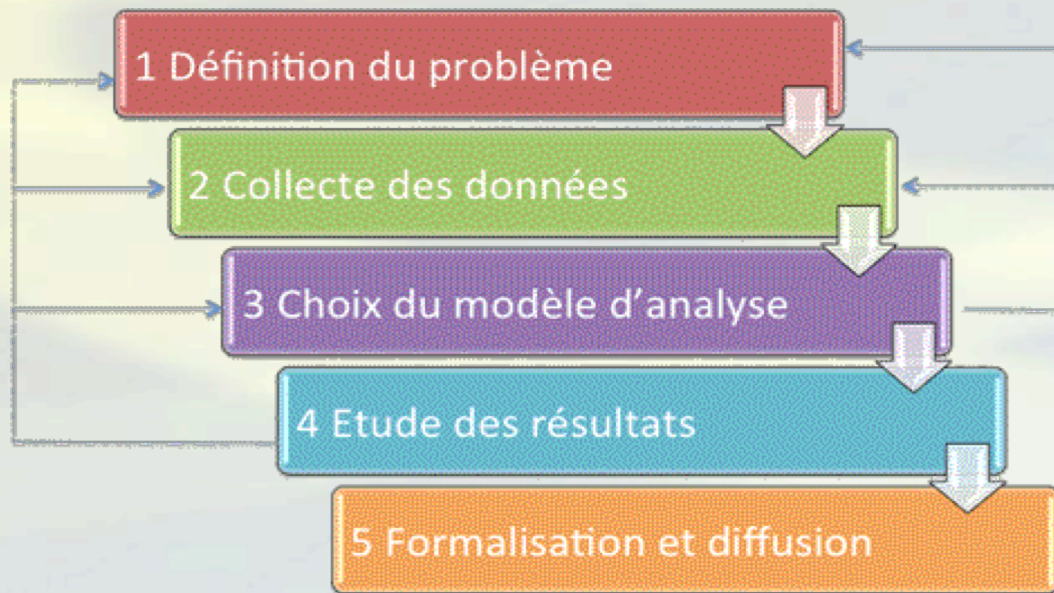 1 Définition du problème
2 Collecte des données
3 Choix du modèle d’analyse
4 Etude des résultats
5 Formalisation et diffusion